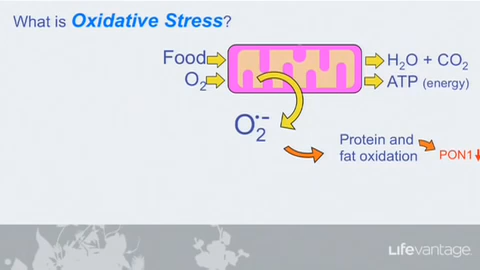 What is Oxidative Stress?
Food
O₂
H₂O + CO₂
ATP (energy)
O₂•−
Protein and
fat oxidation
PON1
Lifevantage.